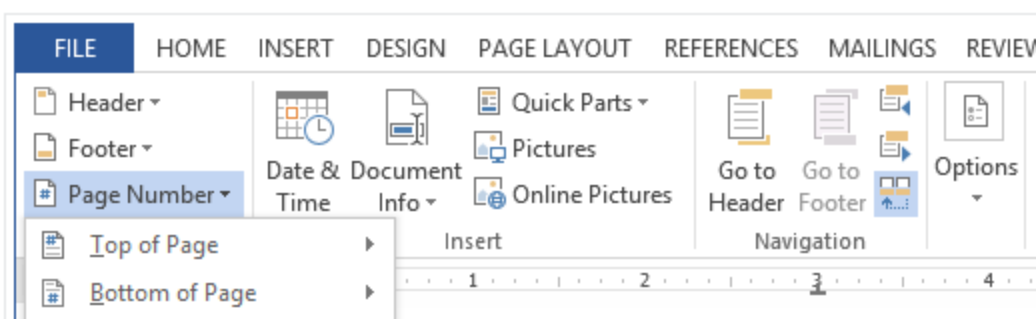 FILE HOME INSERT DESIGN PAGE LAYOUT REFERENCES MAILINGS REVIEW
Header
Footer
Page Number
Top of Page
Bottom of Page
Date &
Time
Document
Info
Quick Parts
Pictures
Online Pictures
Insert
Go to
Header
Go to
Footer
Navigation
Options
1 2 3 4